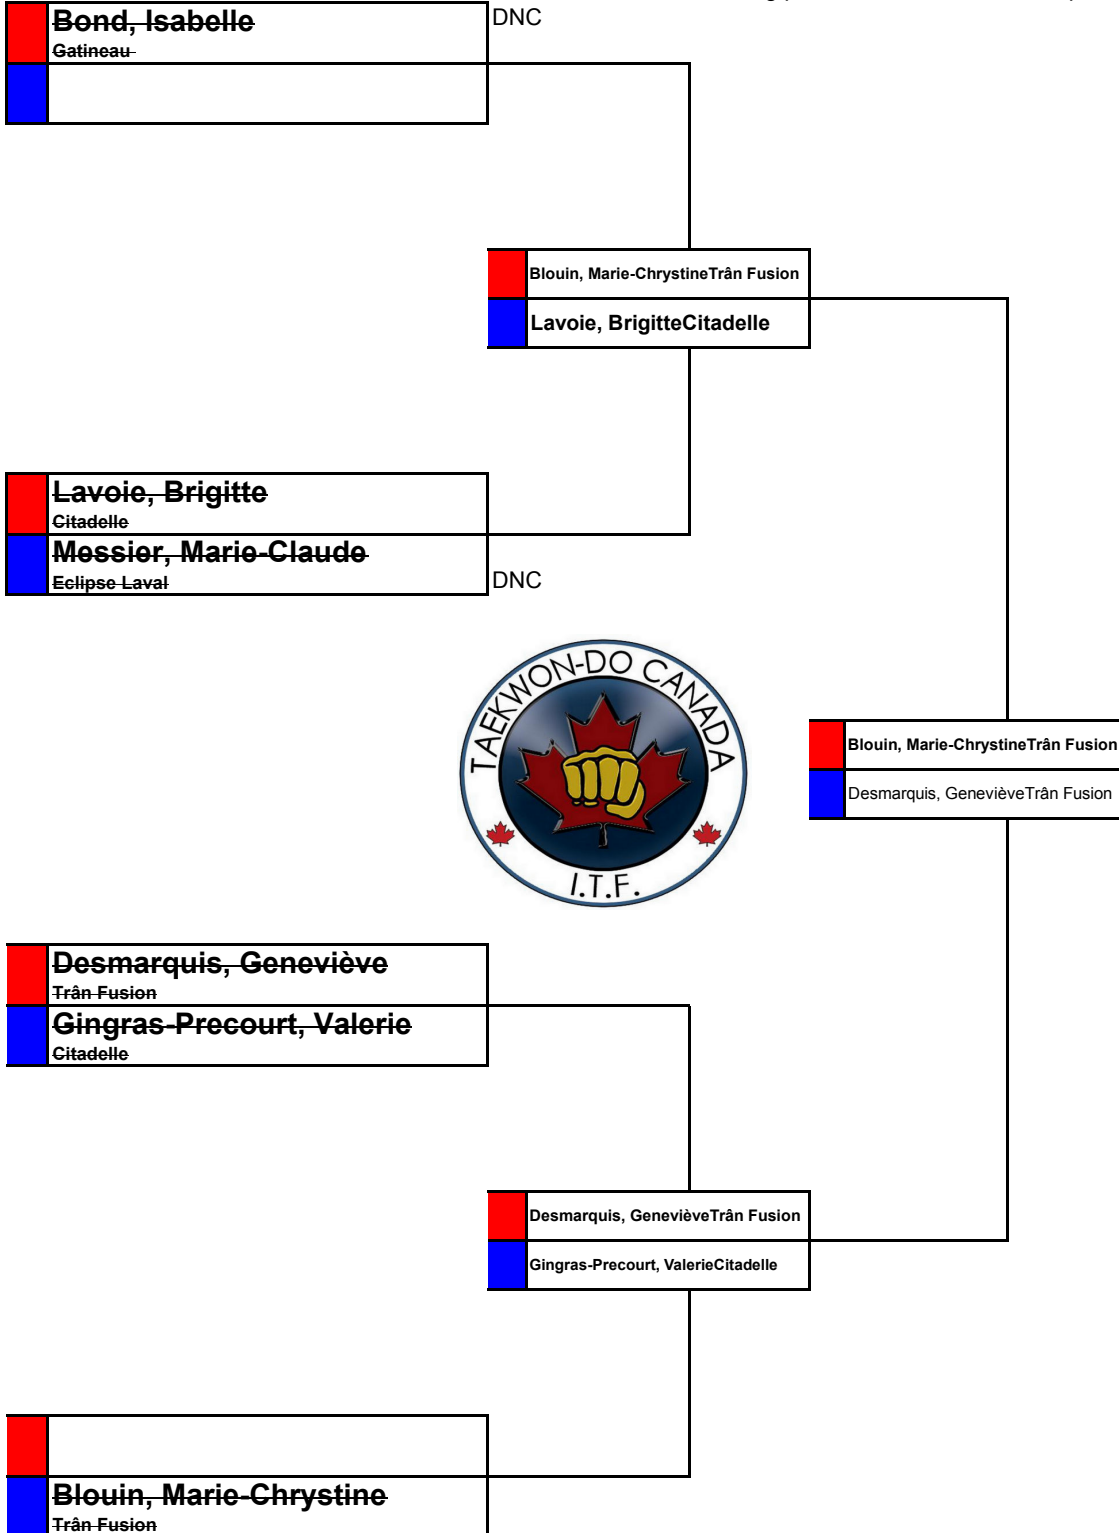 Bond, Isabelle
Gatineau
DNC
Blouin, Marie-ChrystineTrân Fusion
Lavoie, BrigitteCitadelle
Lavoie, Brigitte
Citadelle
Messier, Marie-Claude
Eclipse Laval
DNC
TAEKWON-DO CANADA
I.T.F.
Blouin, Marie-ChrystineTrân Fusion
Desmarquis, GenevièveTrân Fusion
Desmarquis, Geneviève
Trân Fusion
Gingras-Precourt, Valerie
Citadelle
Desmarquis, GenevièveTrân Fusion
Gingras-Precourt, ValerieCitadelle
Blouin, Marie-Chrystine
Trân Fusion